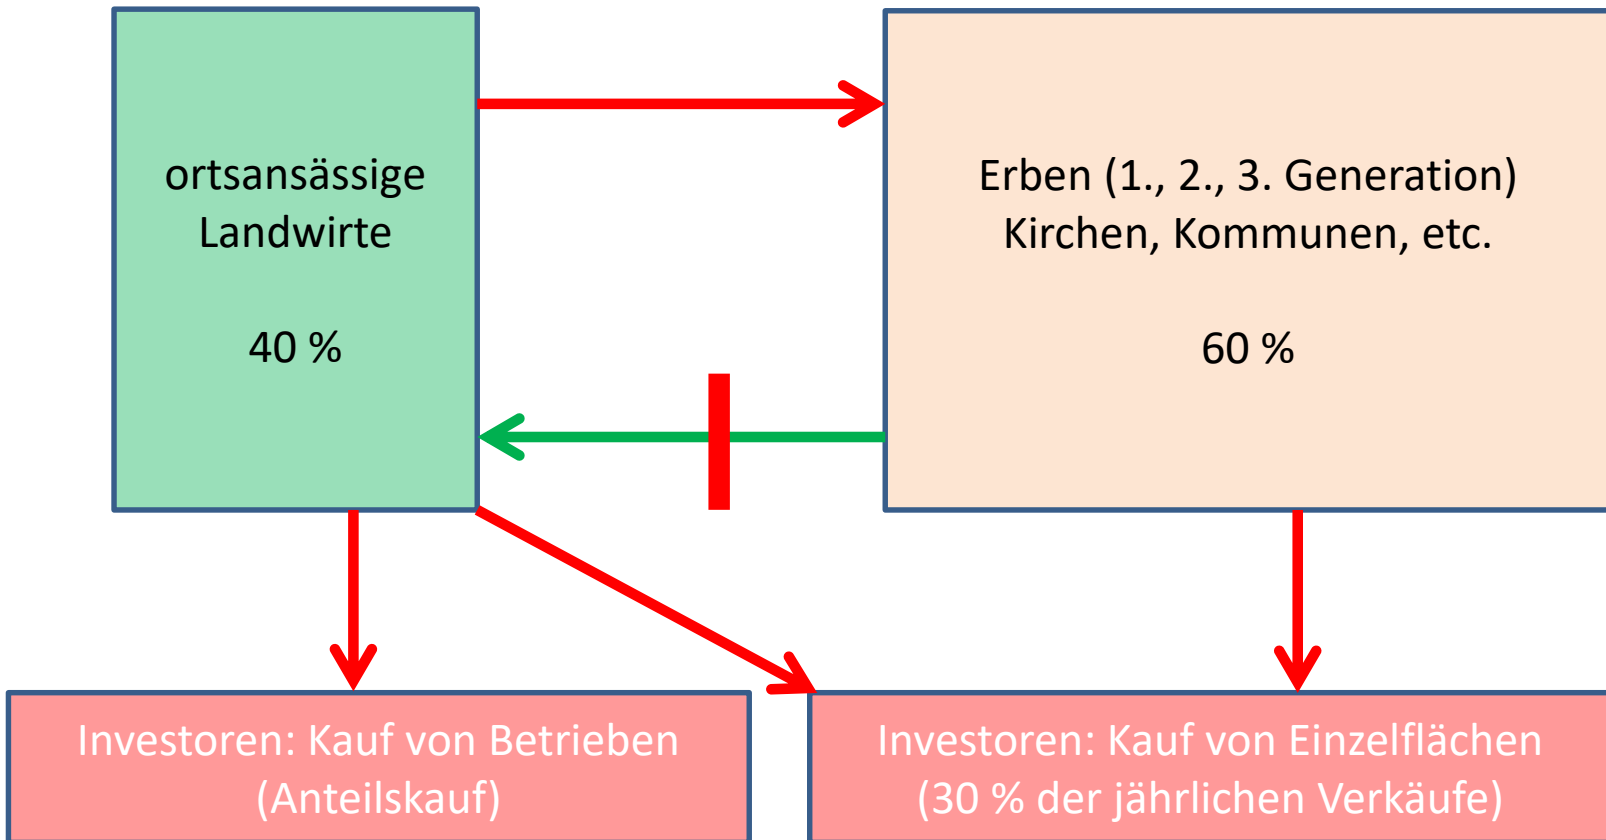 ortsansässige
Landwirte
40 %
Erben (1., 2., 3. Generation)
Kirchen, Kommunen, etc.
60 %
Investoren: Kauf von Betrieben
(Anteilskauf)
Investoren: Kauf von Einzelflächen
(30 % der jährlichen Verkäufe)